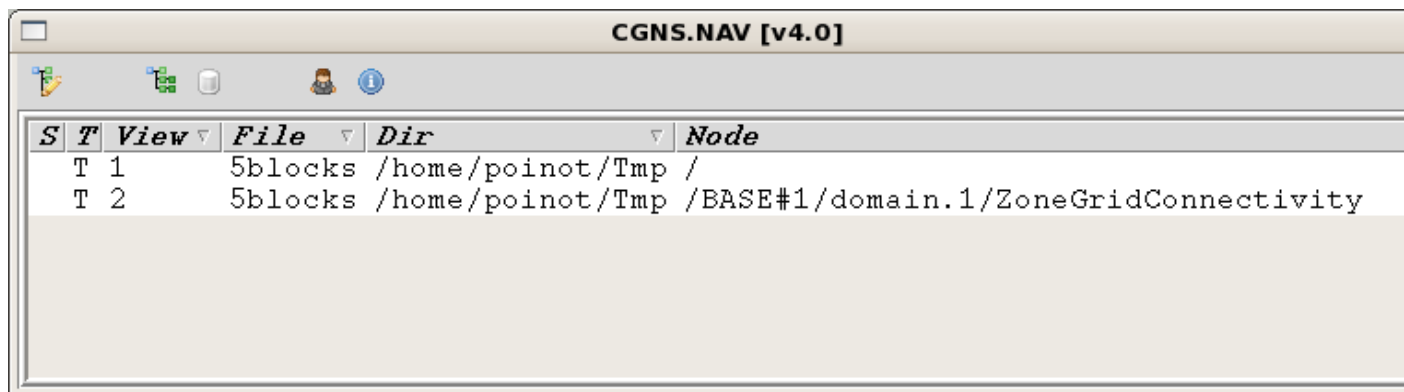 CGNS.NAV [v4.0]
S T View File Dir Node
T 1 5blocks /home/poinot/Tmp /
T 2 5blocks /home/poinot/Tmp /BASE#1/domain.1/ZoneGridConnectivity